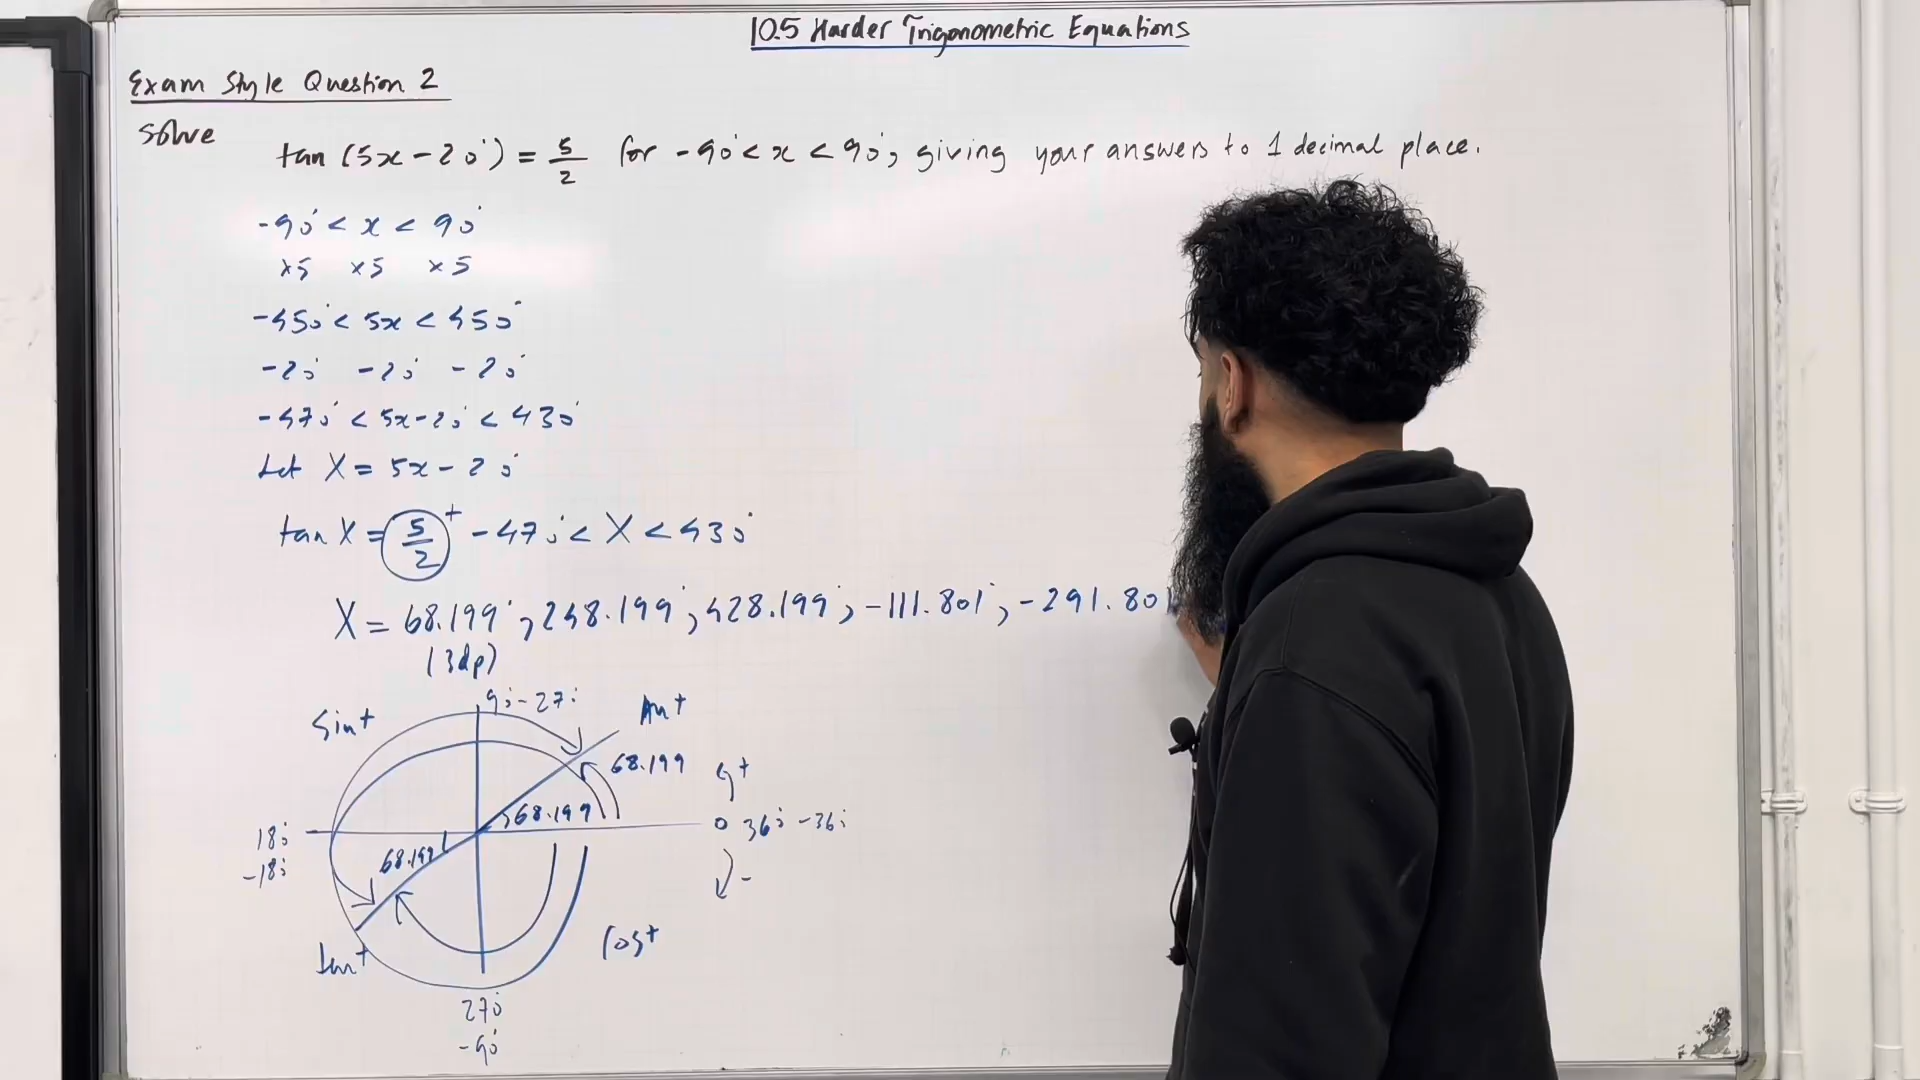 10.5 Harder Trigonometric Equations
Exam Style Question 2
Solve
tan (5x - 20°) = 5/2 for -90° < x < 90°, giving your answers to 1 decimal place.
-90° < x < 90°
×5 ×5 ×5
-450° < 5x < 450°
-20° -20° -20°
-470° < 5x - 20° < 430°
Let X = 5x - 20°
tan X = 5/2 + -470° < X < 430°
X = 68.199°, 248.199°, 428.199°, -111.801°, -291.801
(3dp)
90° -270°
Sin+
All+
68.199
68.199
+
180°
-180°
68.199
0 360° -360°
-
tan+
Cos+
270°
-90°